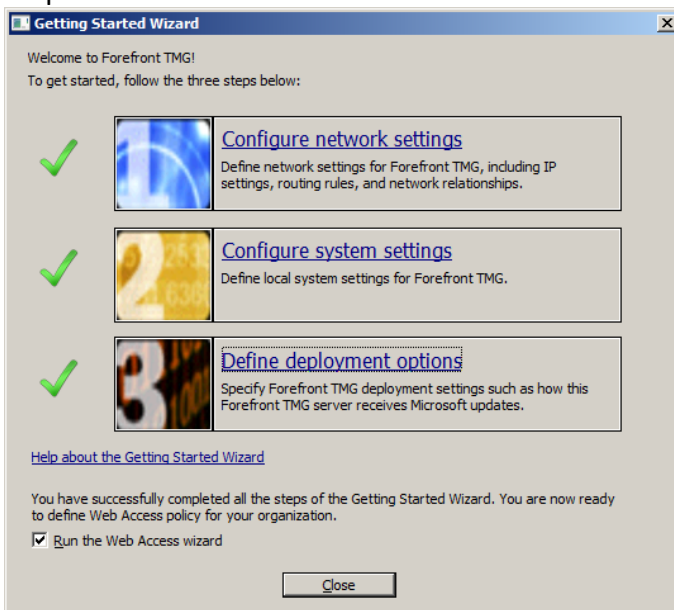 Getting Started Wizard
Welcome to Forefront TMG!
To get started, follow the three steps below:
1
Configure network settings
Define network settings for Forefront TMG, including IP
settings, routing rules, and network relationships.
2
Configure system settings
Define local system settings for Forefront TMG.
3
Define deployment options
Specify Forefront TMG deployment settings such as how this
Forefront TMG server receives Microsoft updates.
Help about the Getting Started Wizard
You have successfully completed all the steps of the Getting Started Wizard. You are now ready
to define Web Access policy for your organization.
Run the Web Access wizard
Close